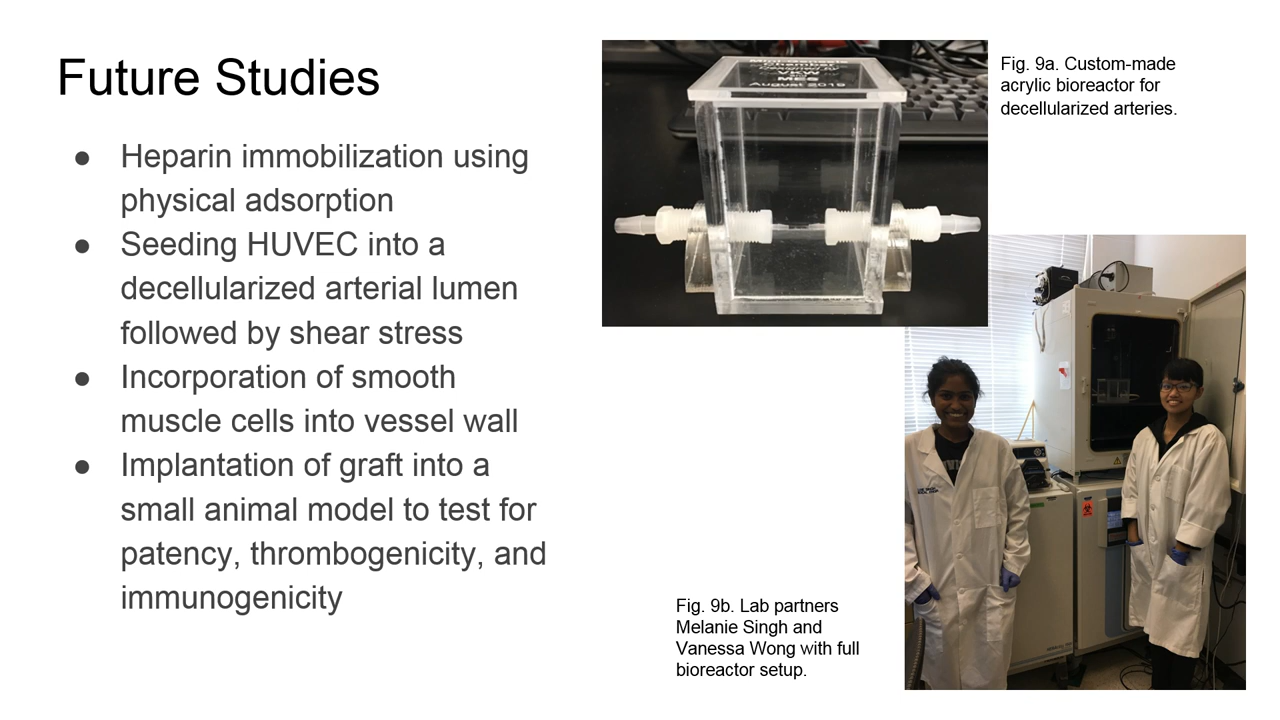 Future Studies
● Heparin immobilization using
physical adsorption
● Seeding HUVEC into a
decellularized arterial lumen
followed by shear stress
● Incorporation of smooth
muscle cells into vessel wall
● Implantation of graft into a
small animal model to test for
patency, thrombogenicity, and
immunogenicity
MCS
August 2018
Fig. 9a. Custom-made
acrylic bioreactor for
decellularized arteries.
Fig. 9b. Lab partners
Melanie Singh and
Vanessa Wong with full
bioreactor setup.